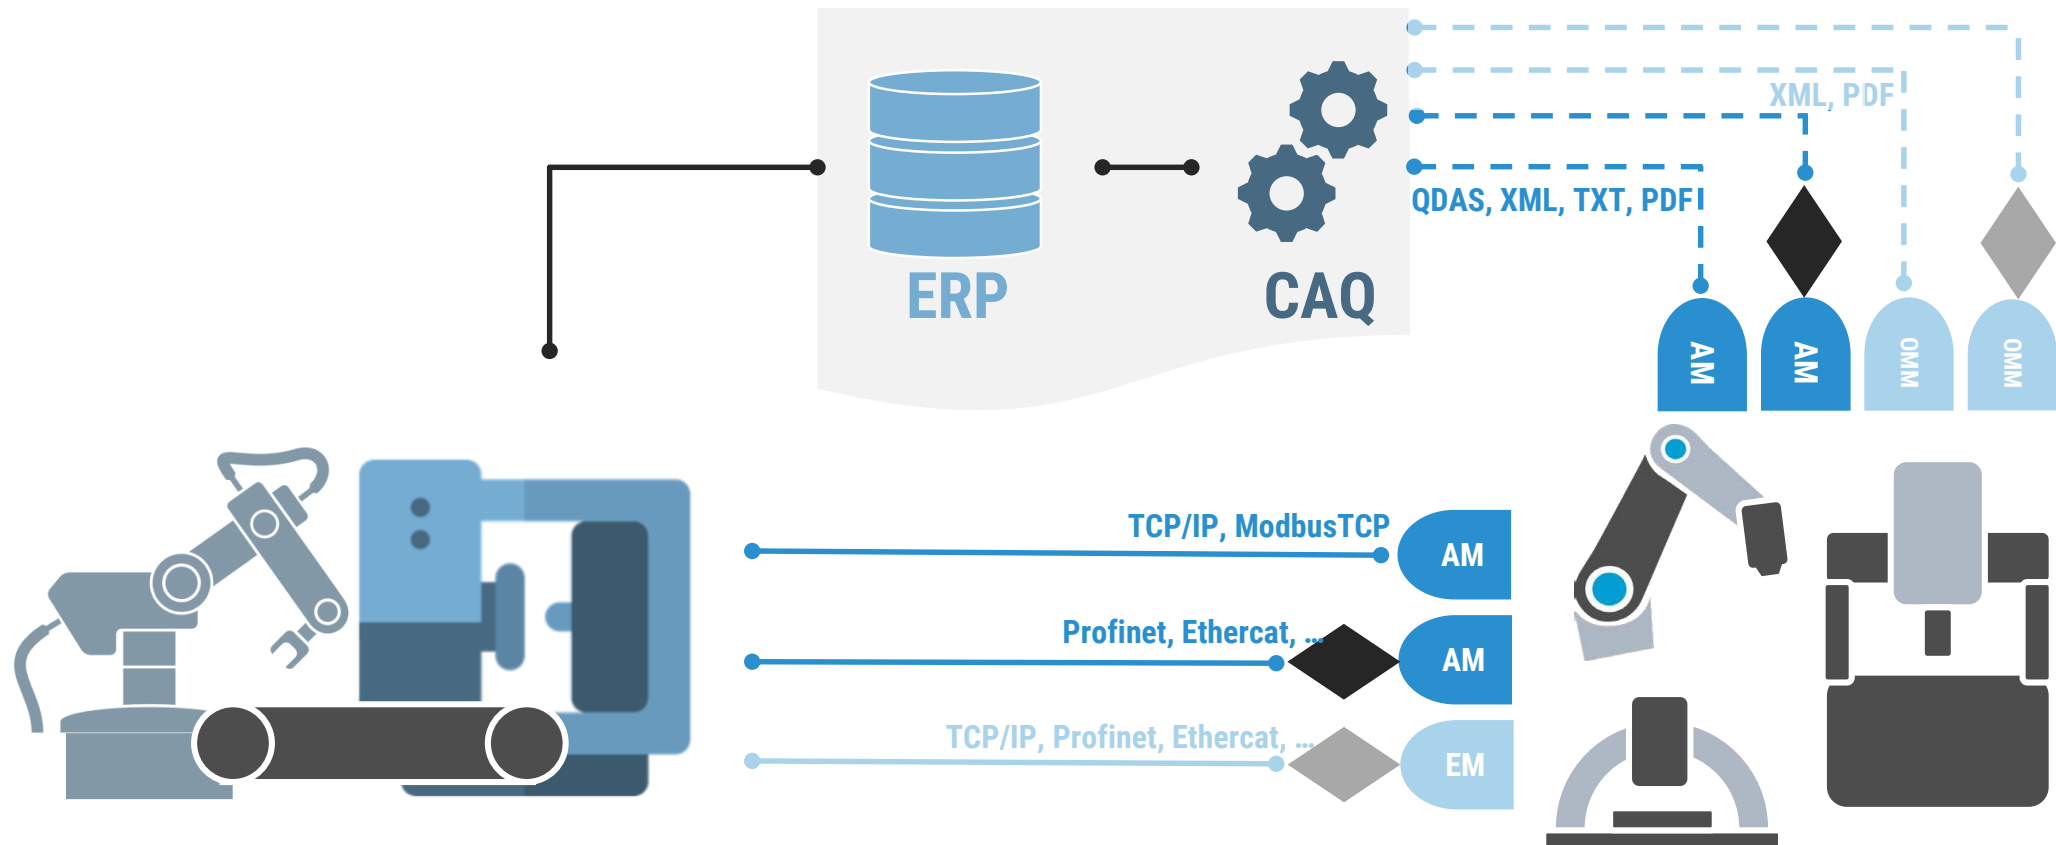 XML, PDF
QDAS, XML, TXT, PDF
ERP
CAQ
AM
AM
OMM
OMM
TCP/IP, ModbusTCP
AM
Profinet, Ethercat, ...
AM
TCP/IP, Profinet, Ethercat, ...
EM